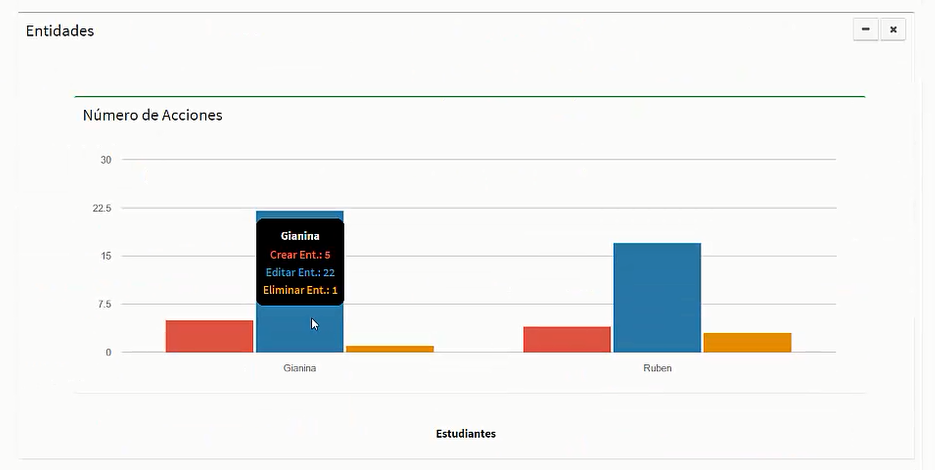 Entidades
Número de Acciones
30
22.5
15
7.5
0
Gianina
Crear Ent.: 5
Editar Ent.: 22
Eliminar Ent.: 1
Gianina
Ruben
Estudiantes